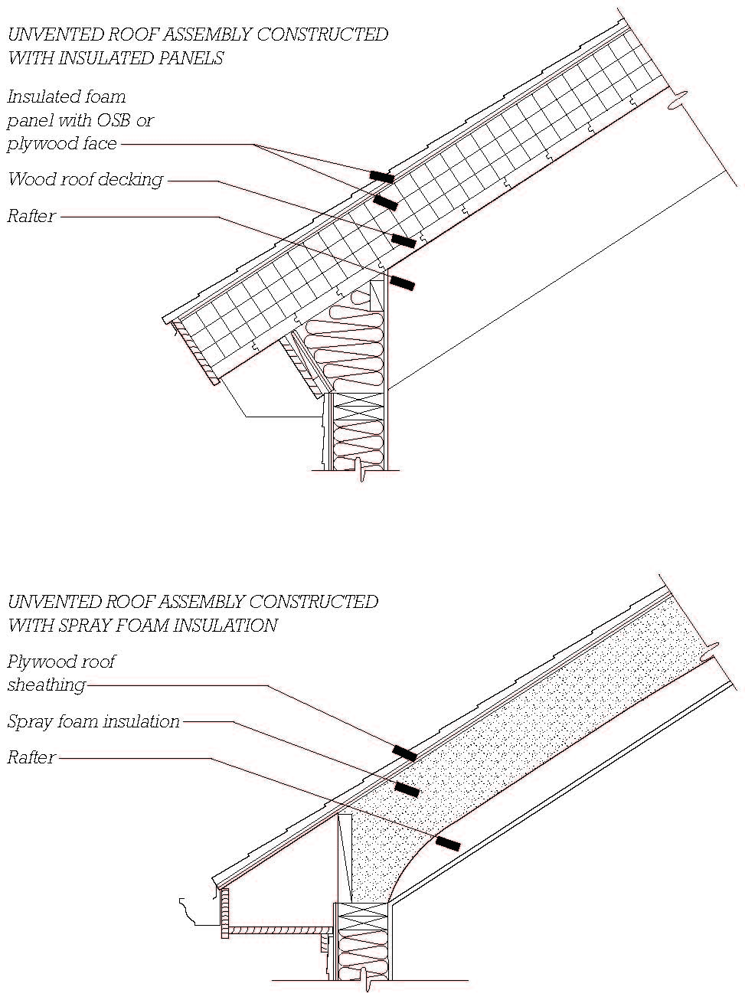 UNVENTED ROOF ASSEMBLY CONSTRUCTED
WITH INSULATED PANELS
Insulated foam
panel with OSB or
plywood face
Wood roof decking
Rafter
UNVENTED ROOF ASSEMBLY CONSTRUCTED
WITH SPRAY FOAM INSULATION
Plywood roof
sheathing
Spray foam insulation
Rafter